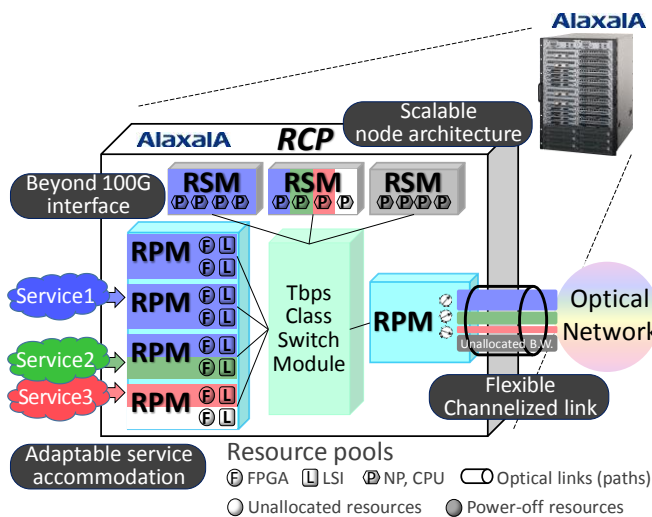 AlaxalA
Scalable
node architecture
AlaxalA RCP
Beyond 100G
interface
RSM
P P P P
RSM
P P P P
RSM
P P P P
RPM F L
F L
RPM F L
F L
RPM F L
F L
RPM F L
F L
Service1
Service2
Service3
Tbps
Class
Switch
Module
RPM
Unallocated B.W.
Optical
Network
Flexible
Channelized link
Adaptable service
accommodation
Resource pools
F FPGA L LSI P NP, CPU Optical links (paths)
Unallocated resources Power-off resources